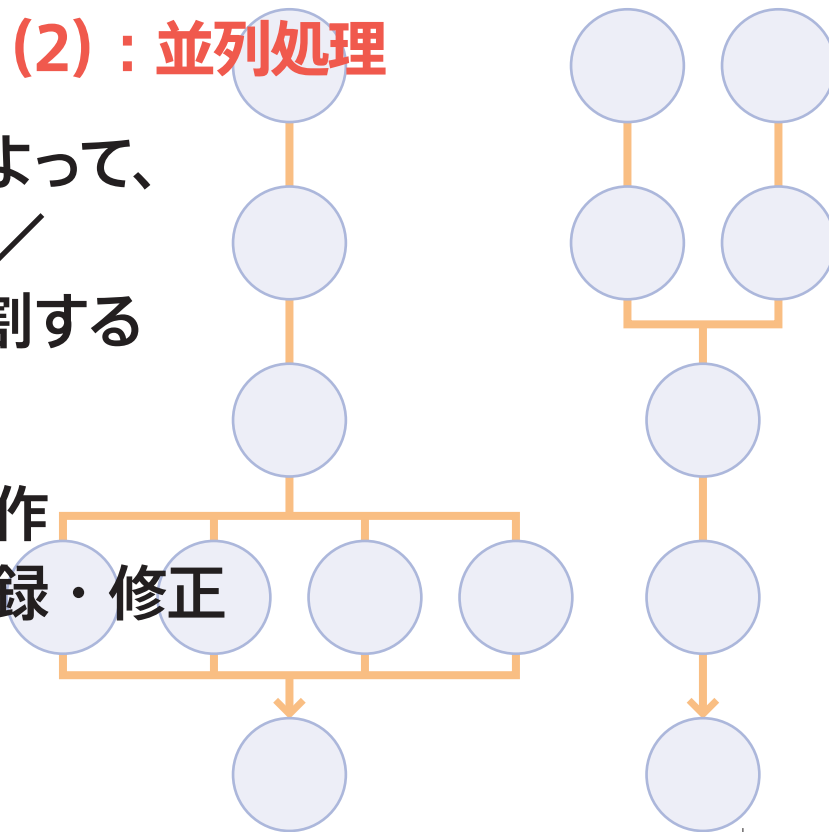 (2)：並列処理
よって、
／
割する
作
録・修正